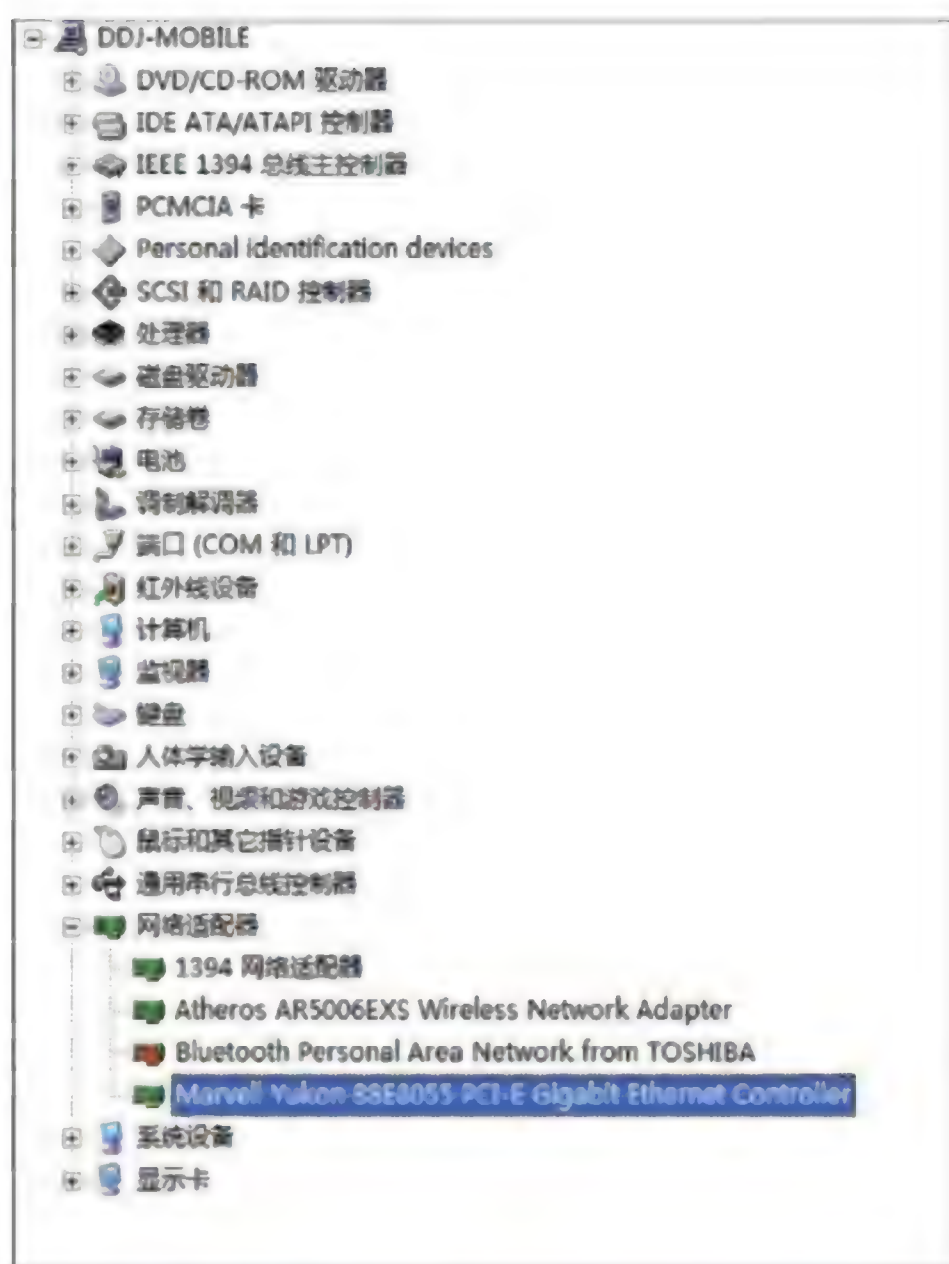 DDJ-MOBILE
DVD/CD-ROM 驱动器
IDE ATA/ATAPI 控制器
IEEE 1394 总线主控制器
PCMCIA 卡
Personal identification devices
SCSI 和 RAID 控制器
处理器
磁盘驱动器
存储卷
电池
调制解调器
端口 (COM 和 LPT)
红外线设备
计算机
监视器
键盘
人体学输入设备
声音、视频和游戏控制器
鼠标和其它指针设备
通用串行总线控制器
网络适配器
1394 网络适配器
Atheros AR5006EXS Wireless Network Adapter
Bluetooth Personal Area Network from TOSHIBA
Marvell Yukon 88E8055 PCI-E Gigabit Ethernet Controller
系统设备
显示卡